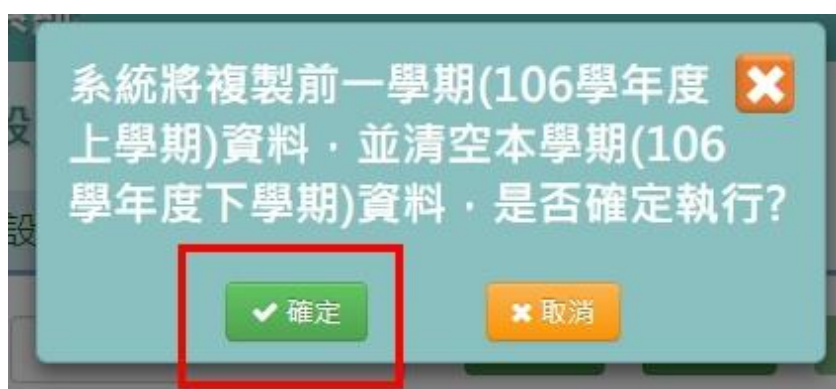 系統將複製前一學期(106學年度
上學期)資料，並清空本學期(106
學年度下學期)資料，是否確定執行?
確定
取消
設